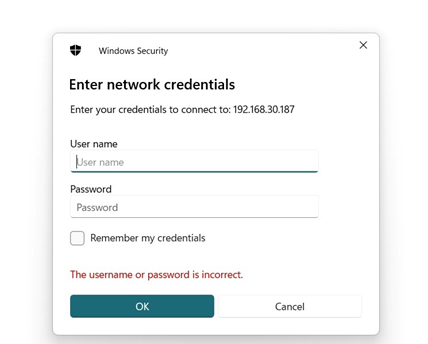 Windows Security
Enter network credentials
Enter your credentials to connect to: 192.168.30.187
User name
User name
Password
Password
Remember my credentials
The username or password is incorrect.
OK
Cancel